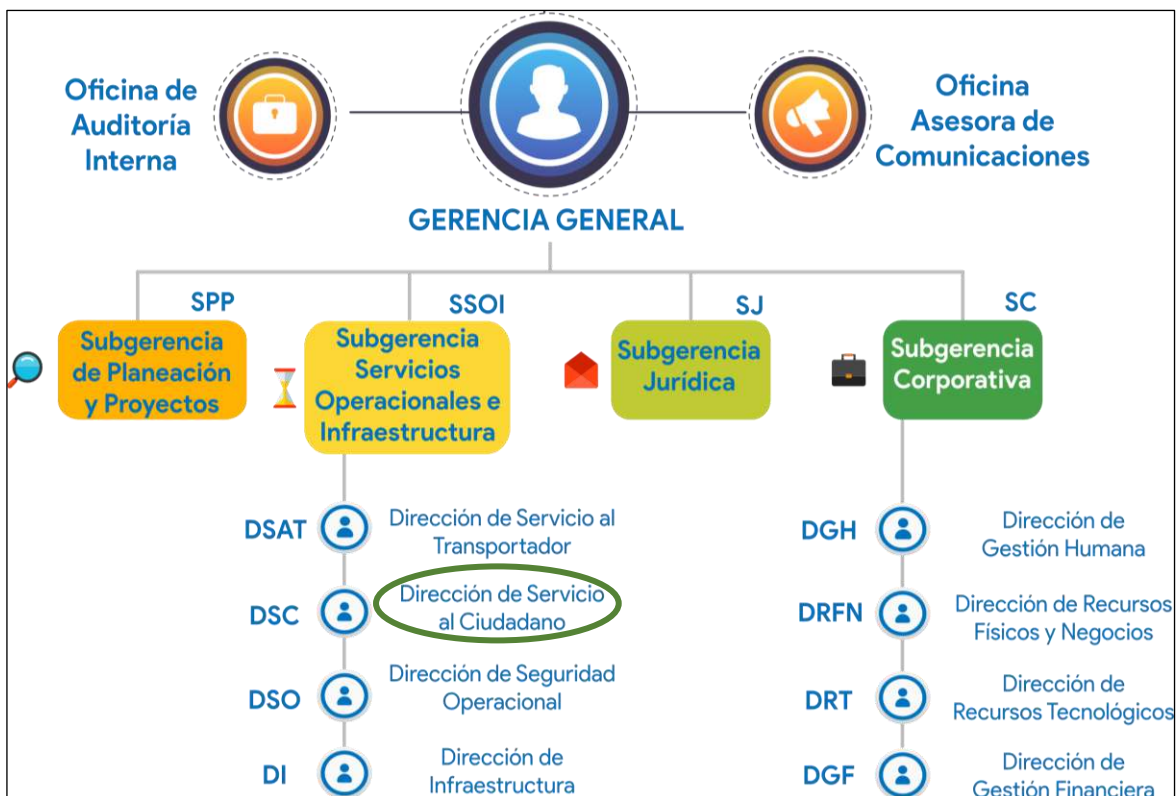 Oficina de
Auditoría
Interna
Oficina
Asesora de
Comunicaciones
GERENCIA GENERAL
SPP
Subgerencia
de Planeación
y Proyectos
SSOI
Subgerencia
Servicios
Operacionales e
Infraestructura
SJ
Subgerencia
Jurídica
SC
Subgerencia
Corporativa
DSAT
Dirección de Servicio al
Transportador
DSC
Dirección de Servicio
al Ciudadano
DSO
Dirección de Seguridad
Operacional
DI
Dirección de
Infraestructura
DGH
Dirección de
Gestión Humana
DRFN
Dirección de Recursos
Físicos y Negocios
DRT
Dirección de
Recursos Tecnológicos
DGF
Dirección de
Gestión Financiera